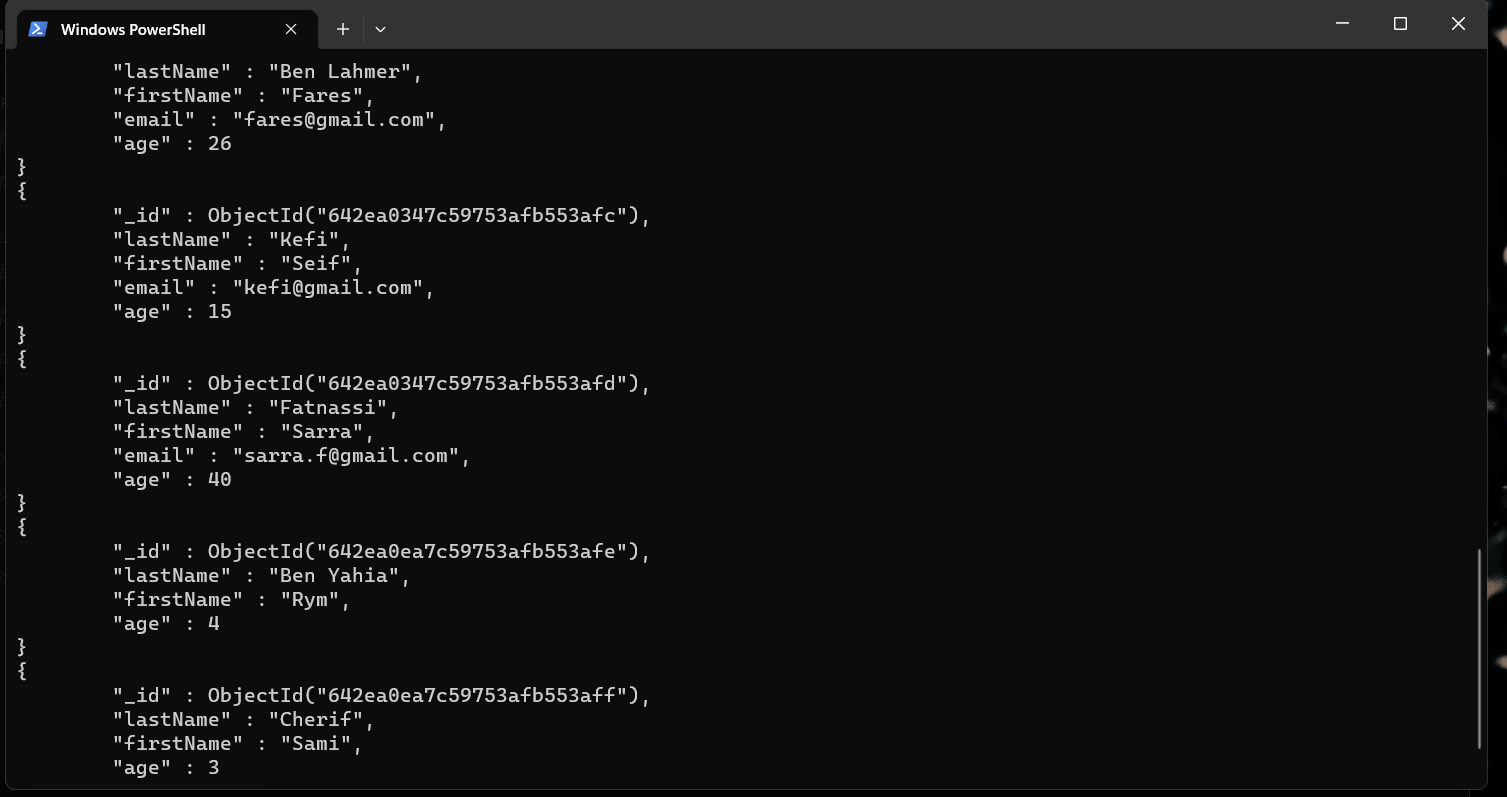 Windows PowerShell
"lastName" : "Ben Lahmer",
"firstName" : "Fares",
"email" : "fares@gmail.com",
"age" : 26
}
{
"_id" : ObjectId("642ea0347c59753afb553afc"),
"lastName" : "Kefi",
"firstName" : "Seif",
"email" : "kefi@gmail.com",
"age" : 15
}
{
"_id" : ObjectId("642ea0347c59753afb553afd"),
"lastName" : "Fatnassi",
"firstName" : "Sarra",
"email" : "sarra.f@gmail.com",
"age" : 40
}
{
"_id" : ObjectId("642ea0ea7c59753afb553afe"),
"lastName" : "Ben Yahia",
"firstName" : "Rym",
"age" : 4
}
{
"_id" : ObjectId("642ea0ea7c59753afb553aff"),
"lastName" : "Cherif",
"firstName" : "Sami",
"age" : 3